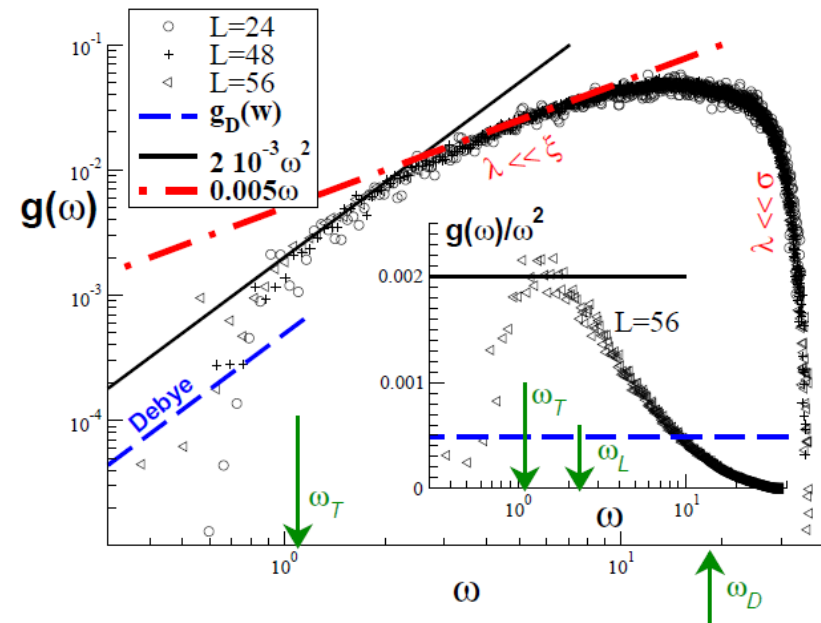 L=24
L=48
L=56
g_D(w)
2 10^-3 ω^2
0.005ω
10^-1
10^-2
10^-3
10^-4
g(ω)
λ << ξ
λ << σ
Debye
ω_T
g(ω)/ω^2
0.002
0.001
0
L=56
ω_T
ω_L
10^0
10^1
ω
10^0
10^1
ω
ω_D